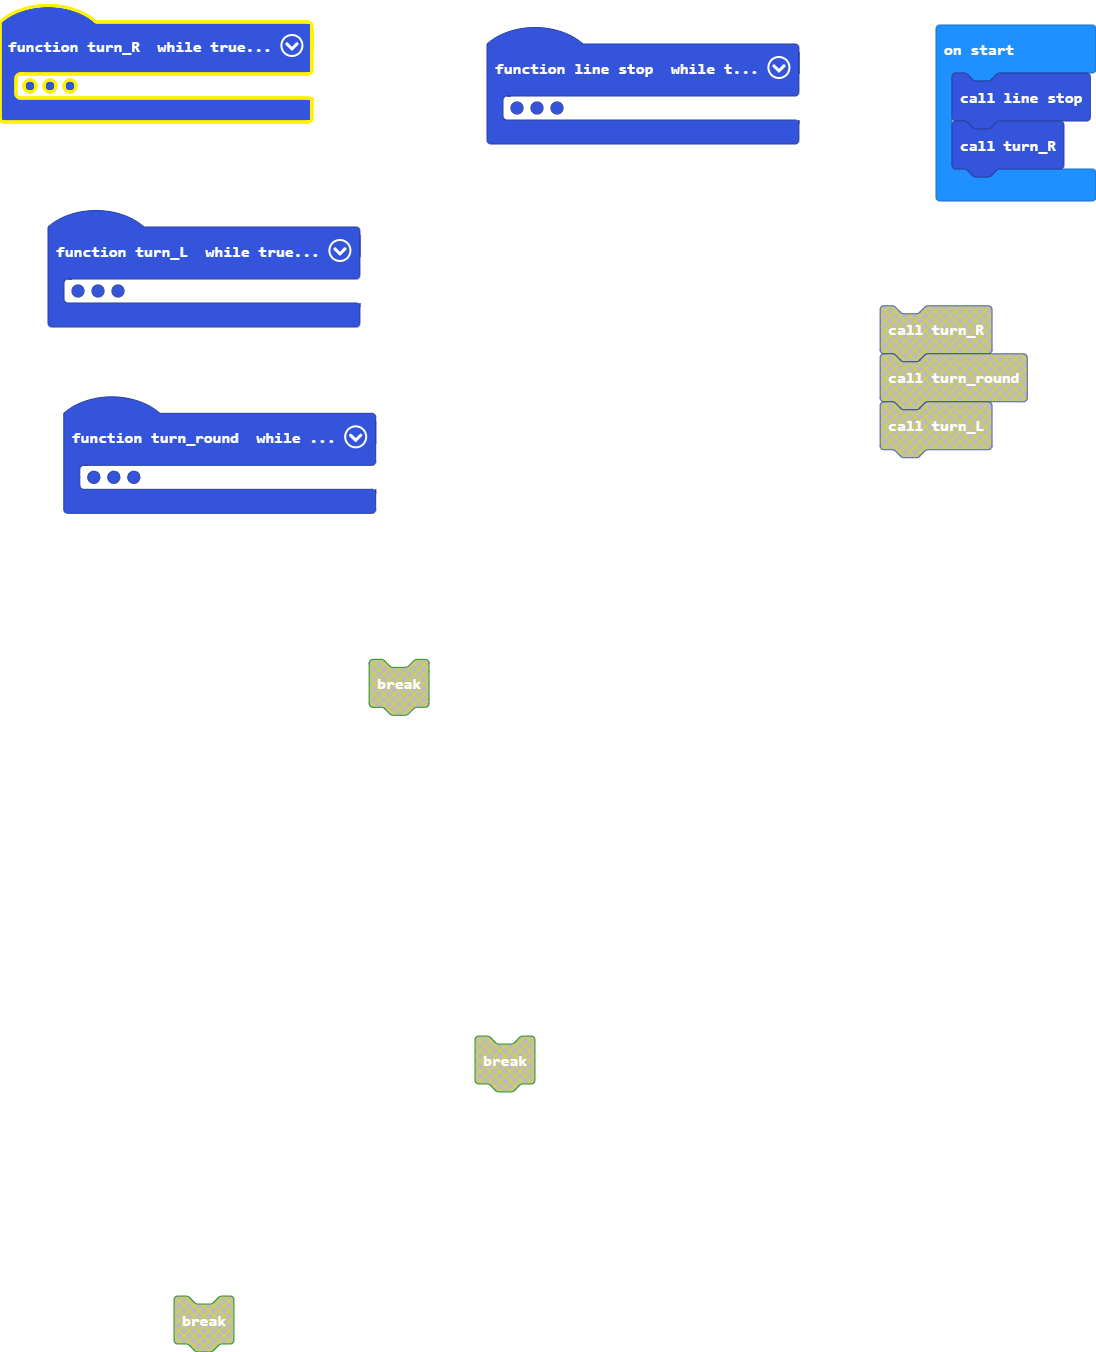 function turn_R  while true...
function line stop  while t...
on start
call line stop
call turn_R
function turn_L  while true...
call turn_R
call turn_round
call turn_L
function turn_round  while ...
break
break
break